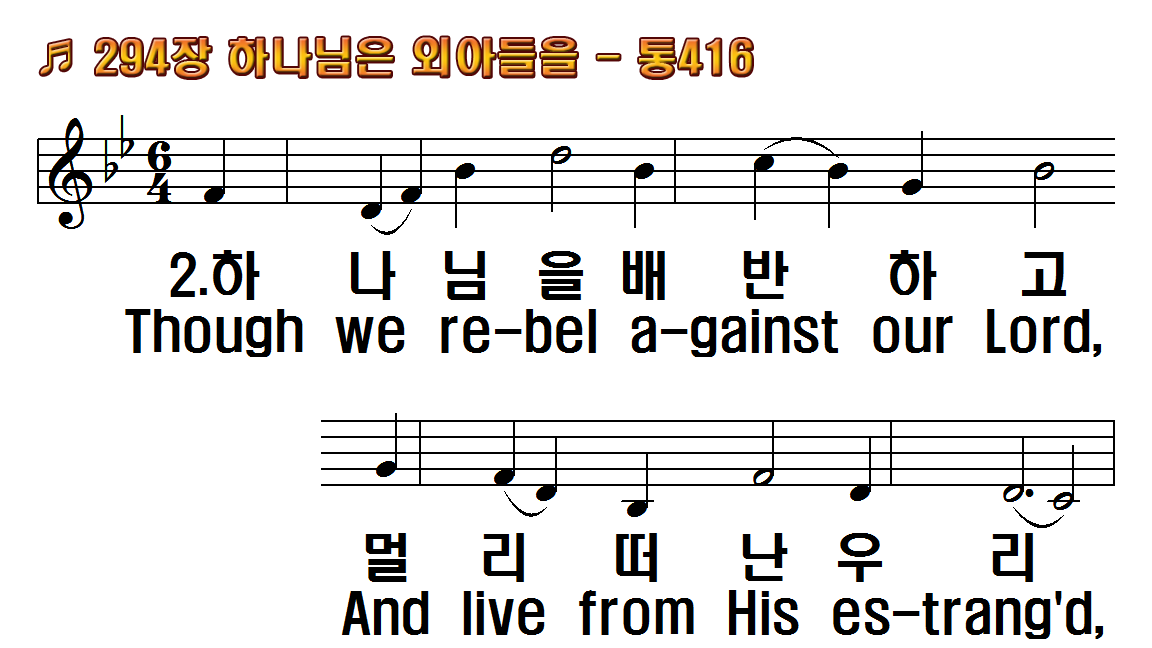 ♬ 294장 하나님은 외아들을 - 통416
6
4
2.하 나 님 을 배 반 하 고
Though we re-bel a-gainst our Lord,
멀 리 떠 난 우 리
And live from His es-trang'd,